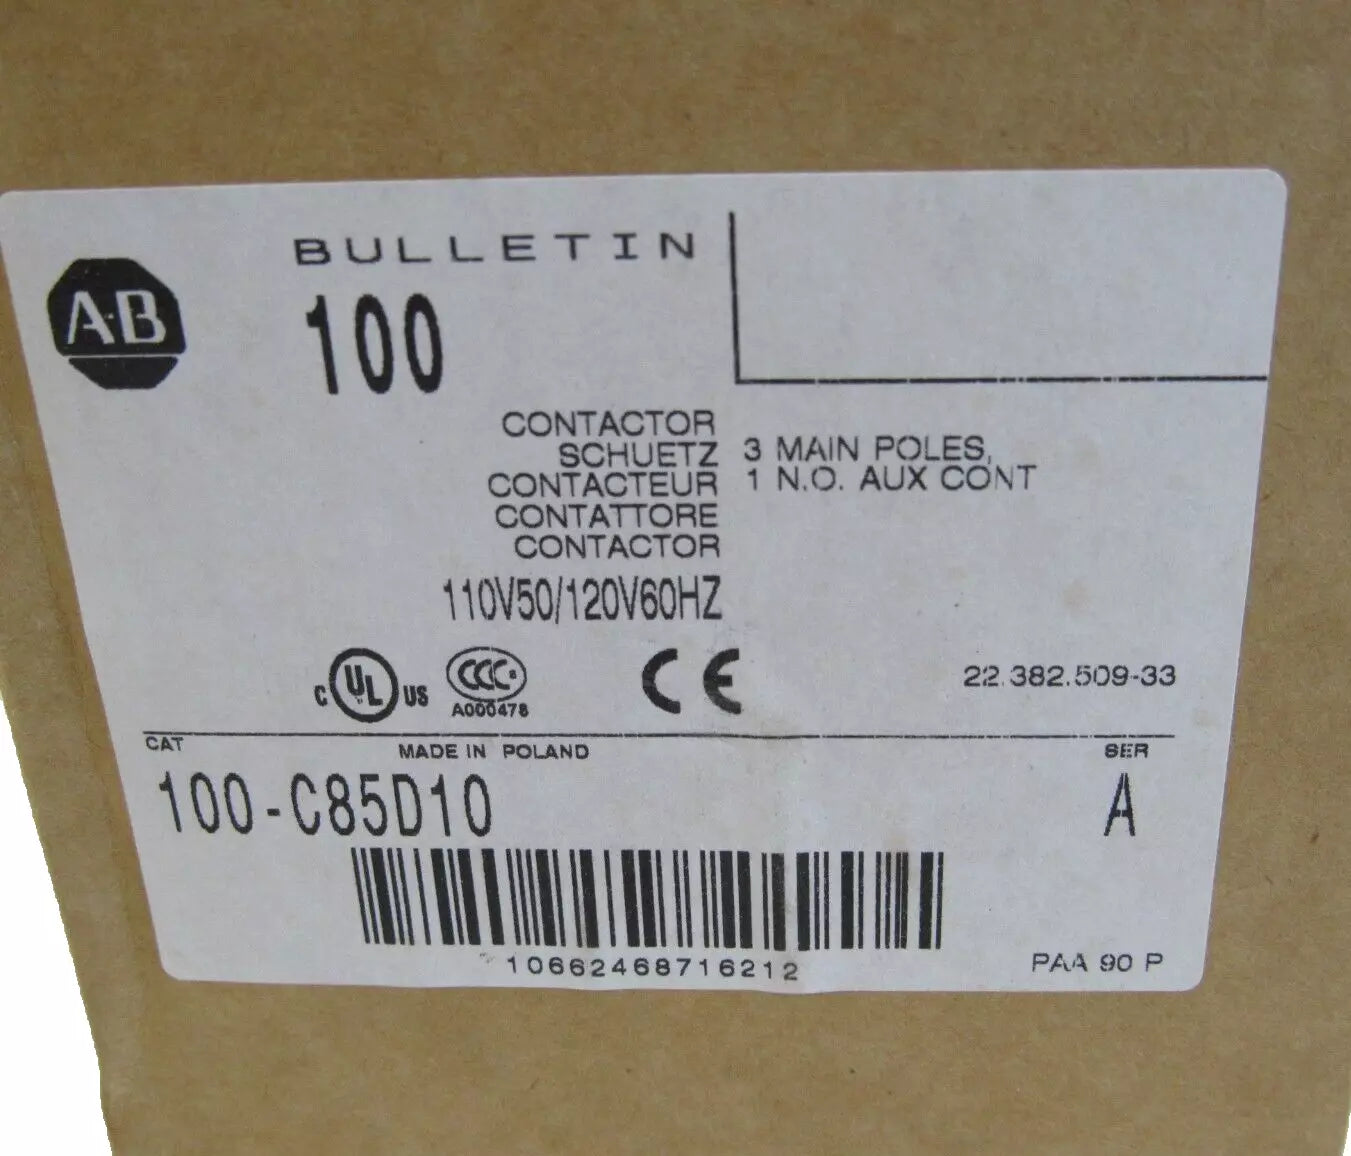 A-B
BULLETIN
100
CONTACTOR
SCHUETZ
CONTACTEUR
CONTATTORE
CONTACTOR
3 MAIN POLES,
1 N.O. AUX CONT
110V50/120V60HZ
C UL US
CCC
A000478
CE
22.382.509-33
CAT
MADE IN POLAND
SER
100-C85D10
A
10662468716212
PAA 90 P